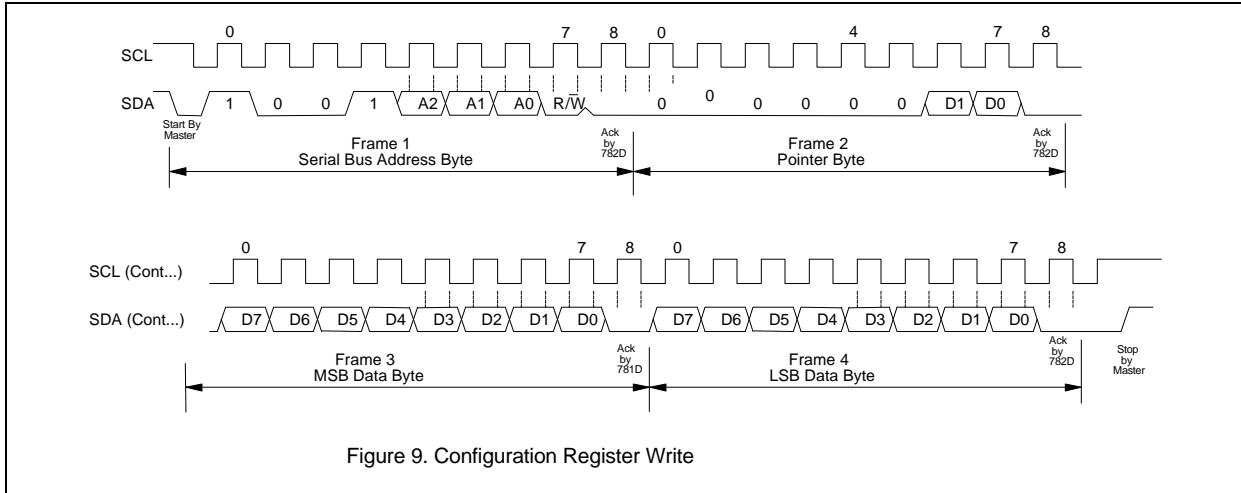 0 7 8 0 4 7 8
SCL
SDA 1 0 0 1 A2 A1 A0 R/W̅ 0 0 0 0 0 0 D1 D0
Start By
Master
Ack
by
782D
Ack
by
782D
Frame 1
Serial Bus Address Byte
Frame 2
Pointer Byte
0 7 8 0 7 8
SCL (Cont...)
SDA (Cont...) D7 D6 D5 D4 D3 D2 D1 D0 D7 D6 D5 D4 D3 D2 D1 D0
Ack
by
781D
Ack
by
782D
Stop
by
Master
Frame 3
MSB Data Byte
Frame 4
LSB Data Byte
Figure 9. Configuration Register Write